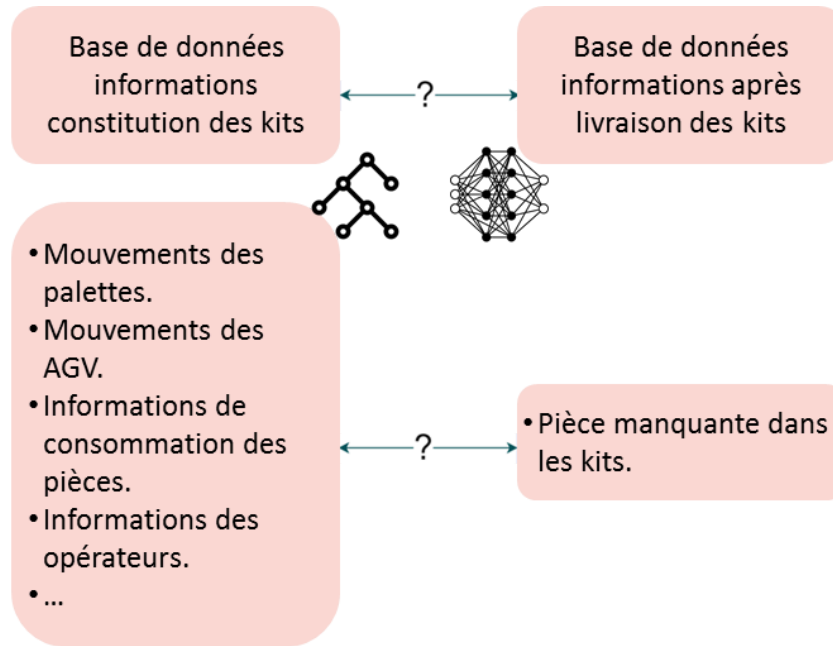 Base de données
informations
constitution des kits
?
Base de données
informations après
livraison des kits
• Mouvements des
palettes.
• Mouvements des
AGV.
• Informations de
consommation des
pièces.
• Informations des
opérateurs.
• ...
?
• Pièce manquante dans
les kits.